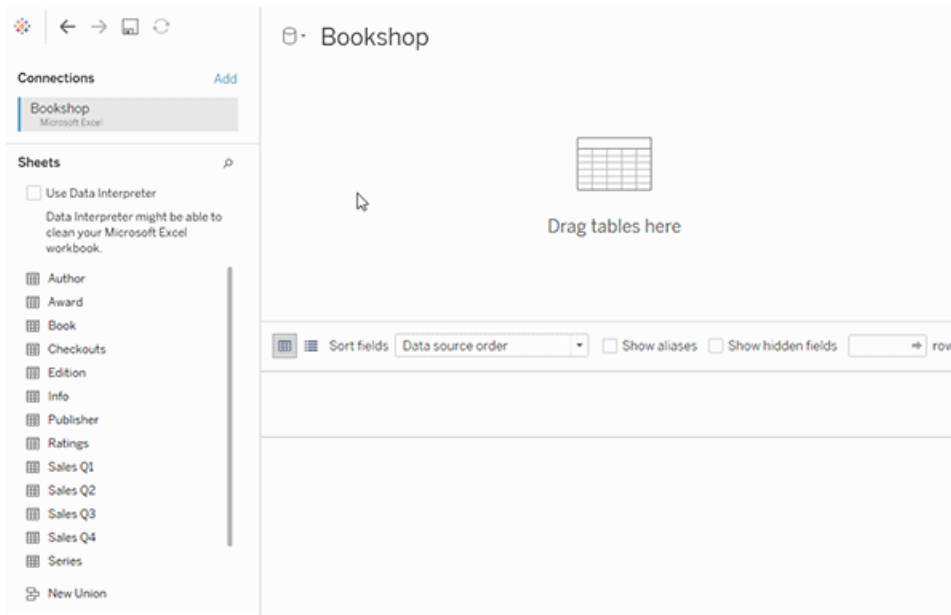 Bookshop
Connections Add
Bookshop
Microsoft Excel
Sheets
Use Data Interpreter
Data Interpreter might be able to
clean your Microsoft Excel
workbook.
Author
Award
Book
Checkouts
Edition
Info
Publisher
Ratings
Sales Q1
Sales Q2
Sales Q3
Sales Q4
Series
New Union
Drag tables here
Sort fields Data source order Show aliases Show hidden fields row